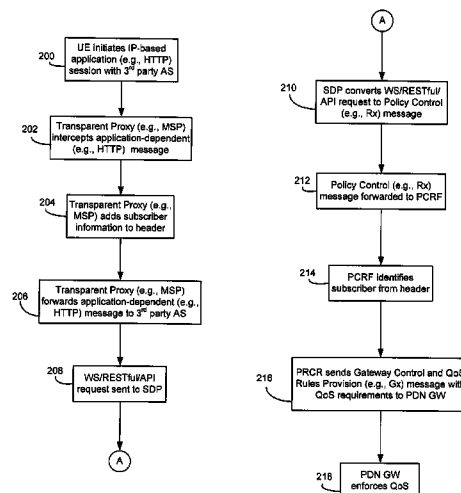 200
UE initiates IP-based
application (e.g., HTTP)
session with 3rd party AS
202
Transparent Proxy (e.g., MSP)
intercepts application-dependent
(e.g., HTTP) message
204
Transparent Proxy (e.g.,
MSP) adds subscriber
information to header
206
Transparent Proxy (e.g., MSP)
forwards application-dependent (e.g.,
HTTP) message to 3rd party AS
208
WS/RESTful/API
request sent to SDP
A
A
210
SDP converts WS/RESTful/
API request to Policy Control
(e.g., Rx) message
212
Policy Control (e.g., Rx)
message forwarded to PCRF
214
PCRF identifies
subscriber from header
216
PRCR sends Gateway Control and QoS
Rules Provision (e.g., Gx) message with
QoS requirements to PDN GW
218
PDN GW
enforces QoS